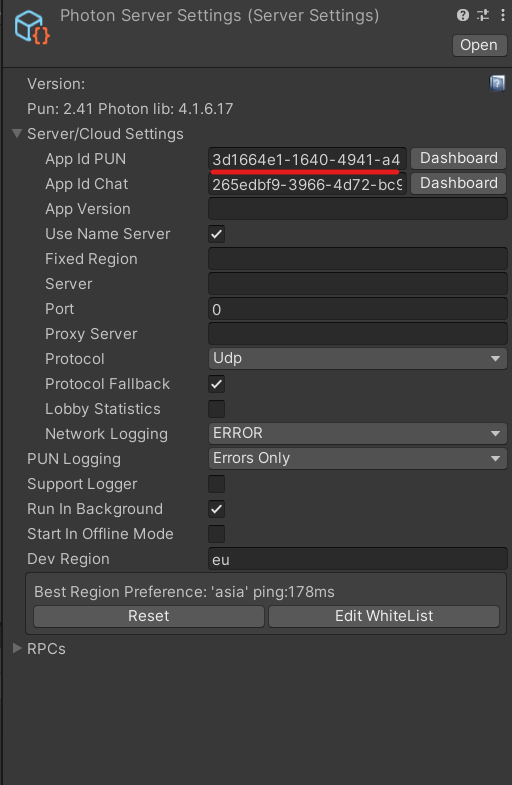 Photon Server Settings (Server Settings)
Open
Version:
Pun: 2.41 Photon lib: 4.1.6.17
Server/Cloud Settings
App Id PUN 3d1664e1-1640-4941-a4 Dashboard
App Id Chat 265edbf9-3966-4d72-bc9 Dashboard
App Version
Use Name Server
Fixed Region
Server
Port 0
Proxy Server
Protocol Udp
Protocol Fallback
Lobby Statistics
Network Logging ERROR
PUN Logging Errors Only
Support Logger
Run In Background
Start In Offline Mode
Dev Region eu
Best Region Preference: 'asia' ping:178ms
Reset Edit WhiteList
RPCs